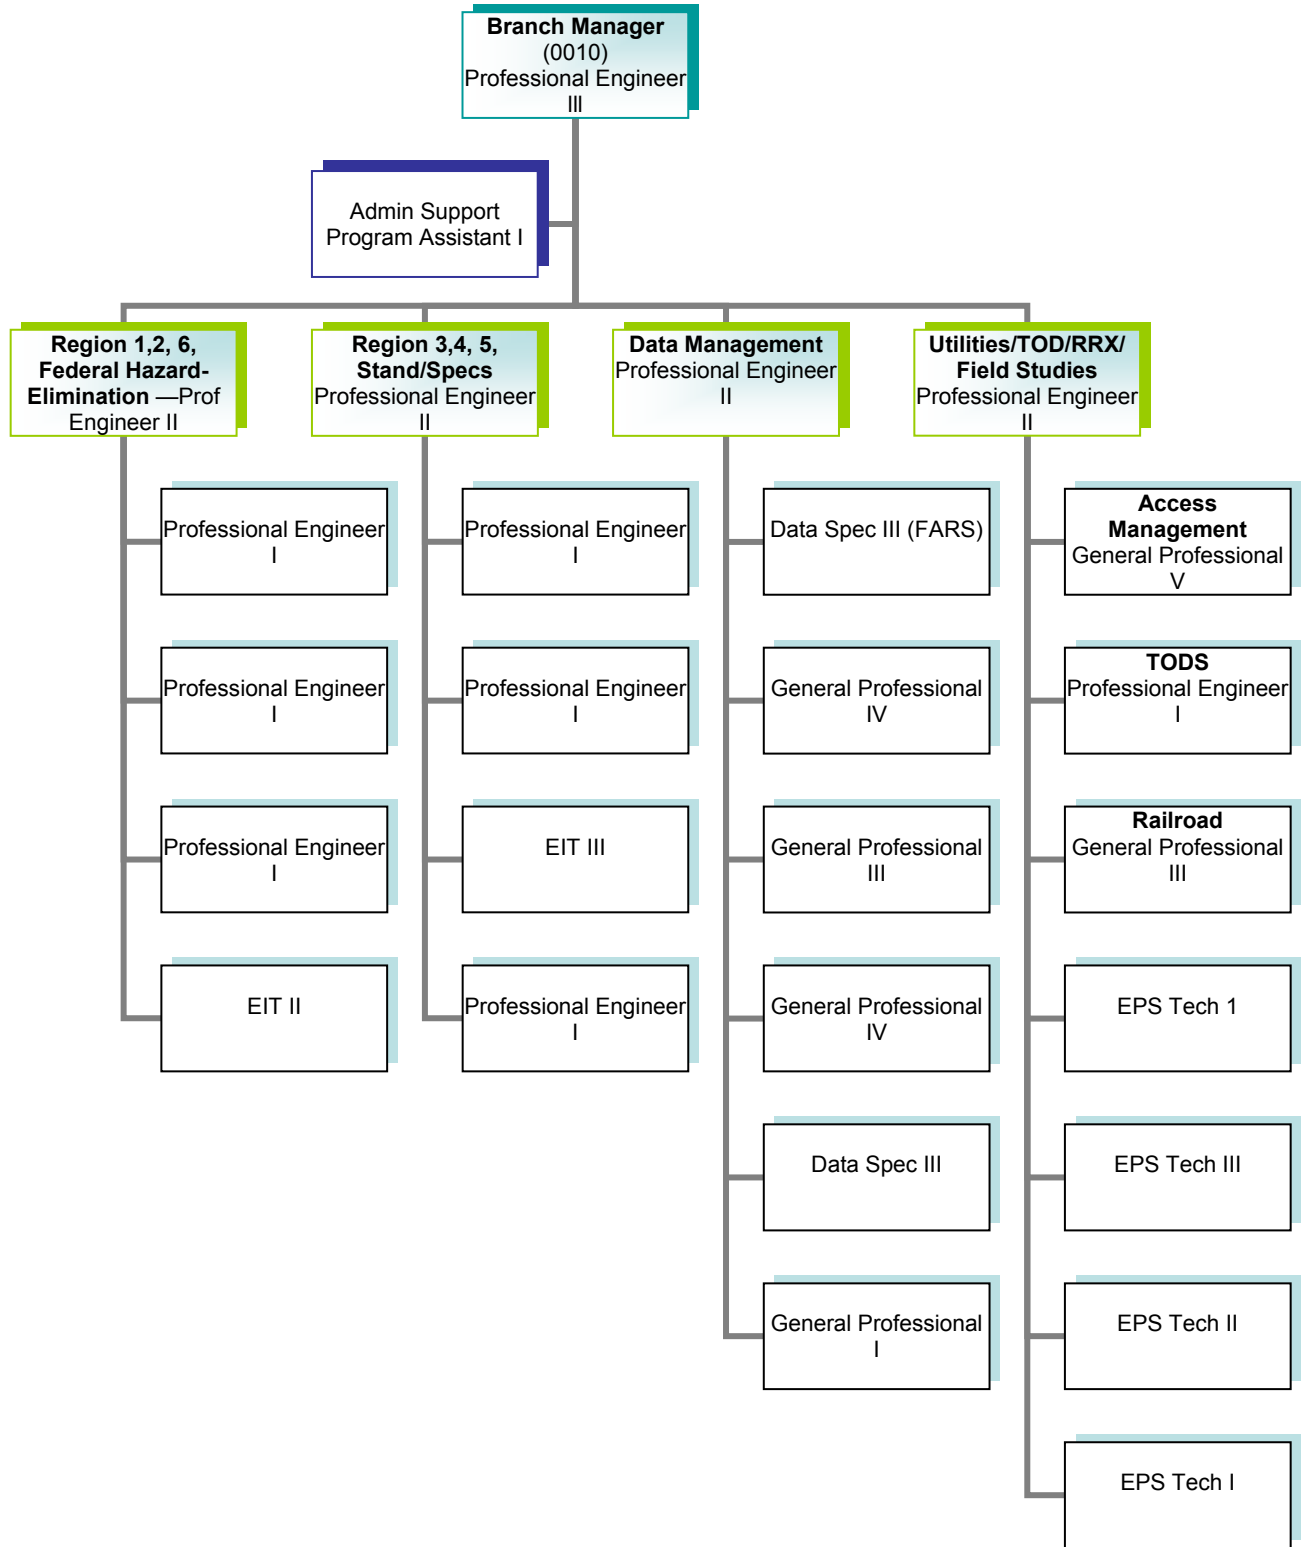 Branch Manager
(0010)
Professional Engineer
III
Admin Support
Program Assistant I
Region 1,2, 6,
Federal Hazard-
Elimination —Prof
Engineer II
Region 3,4, 5,
Stand/Specs
Professional Engineer
II
Data Management
Professional Engineer
II
Utilities/TOD/RRX/
Field Studies
Professional Engineer
II
Professional Engineer
I
Professional Engineer
I
Professional Engineer
I
EIT II
Professional Engineer
I
Professional Engineer
I
EIT III
Professional Engineer
I
Data Spec III (FARS)
General Professional
IV
General Professional
III
General Professional
IV
Data Spec III
General Professional
I
Access
Management
General Professional
V
TODS
Professional Engineer
I
Railroad
General Professional
III
EPS Tech 1
EPS Tech III
EPS Tech II
EPS Tech I